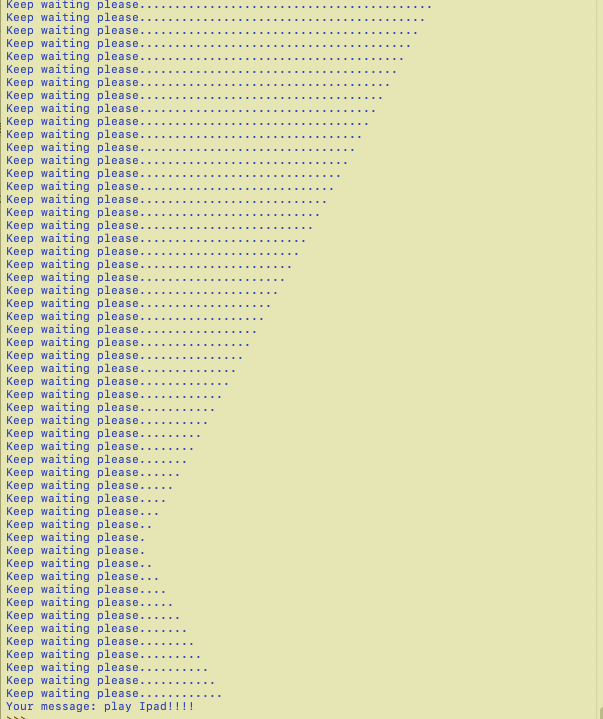 Keep waiting please..........................................
Keep waiting please.........................................
Keep waiting please........................................
Keep waiting please.......................................
Keep waiting please......................................
Keep waiting please.....................................
Keep waiting please....................................
Keep waiting please...................................
Keep waiting please..................................
Keep waiting please.................................
Keep waiting please................................
Keep waiting please...............................
Keep waiting please..............................
Keep waiting please.............................
Keep waiting please............................
Keep waiting please...........................
Keep waiting please..........................
Keep waiting please.........................
Keep waiting please........................
Keep waiting please.......................
Keep waiting please......................
Keep waiting please.....................
Keep waiting please....................
Keep waiting please...................
Keep waiting please..................
Keep waiting please.................
Keep waiting please................
Keep waiting please...............
Keep waiting please..............
Keep waiting please.............
Keep waiting please............
Keep waiting please...........
Keep waiting please..........
Keep waiting please.........
Keep waiting please........
Keep waiting please.......
Keep waiting please......
Keep waiting please.....
Keep waiting please....
Keep waiting please...
Keep waiting please..
Keep waiting please.
Keep waiting please.
Keep waiting please..
Keep waiting please...
Keep waiting please....
Keep waiting please.....
Keep waiting please......
Keep waiting please.......
Keep waiting please........
Keep waiting please.........
Keep waiting please..........
Keep waiting please...........
Keep waiting please............
Your message: play Ipad!!!!
>>>